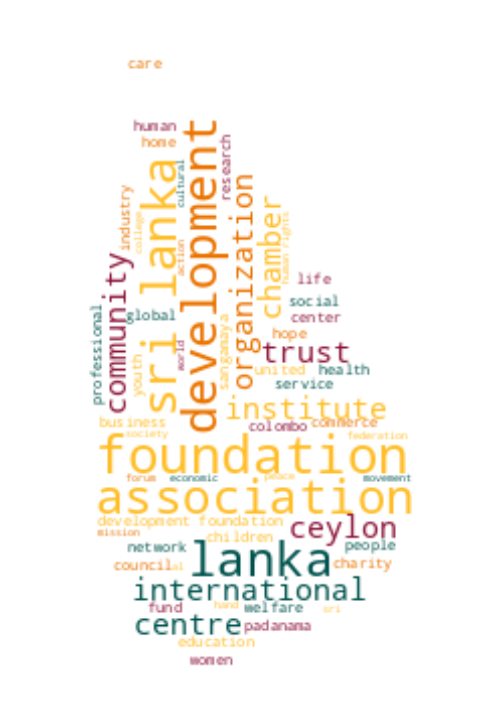 care
human
home
development
research
cultural
sri lanka
organization
industry
college
chamber
human rights
action
community
life
social
center
global
professional
hope
world
sangamaya
trust
youth
united
health
service
institute
business
colombo
commerce
society
federation
foundation
forum
economic
peace
movement
association
development foundation
ceylon
mission
children
network
people
lanka
council
al
charity
international
fund
hand
welfare
sri
centre
padanama
education
women